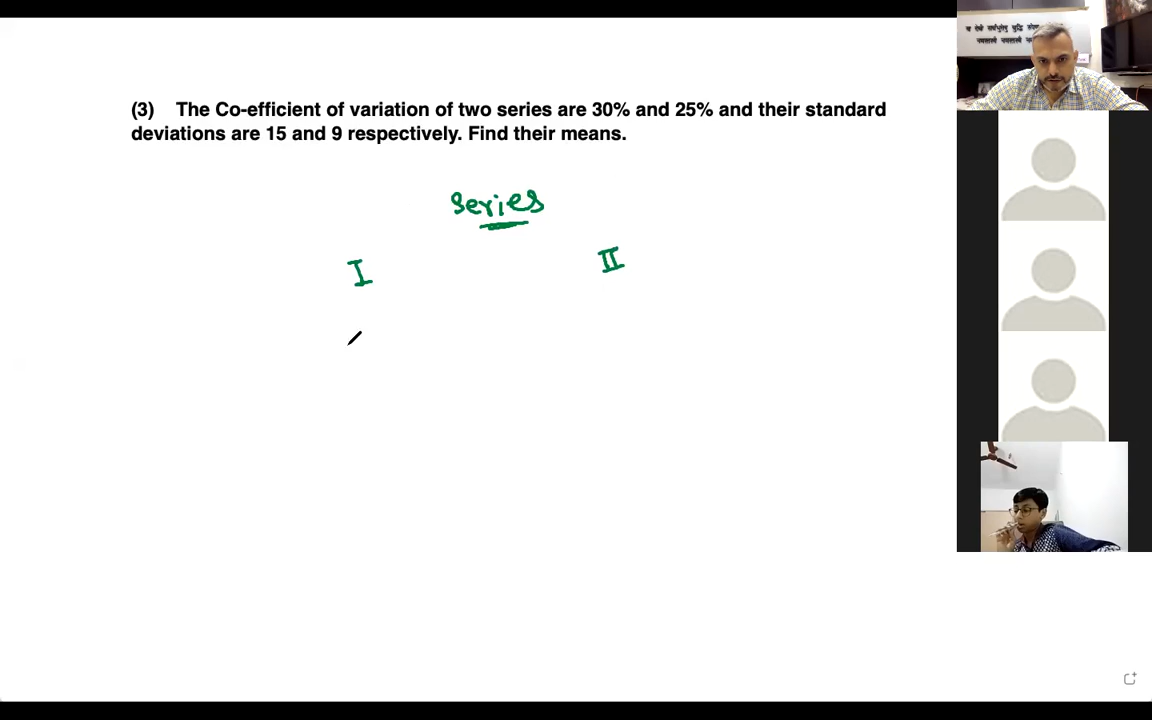 (3) The Co-efficient of variation of two series are 30% and 25% and their standard
deviations are 15 and 9 respectively. Find their means.
Series
I II